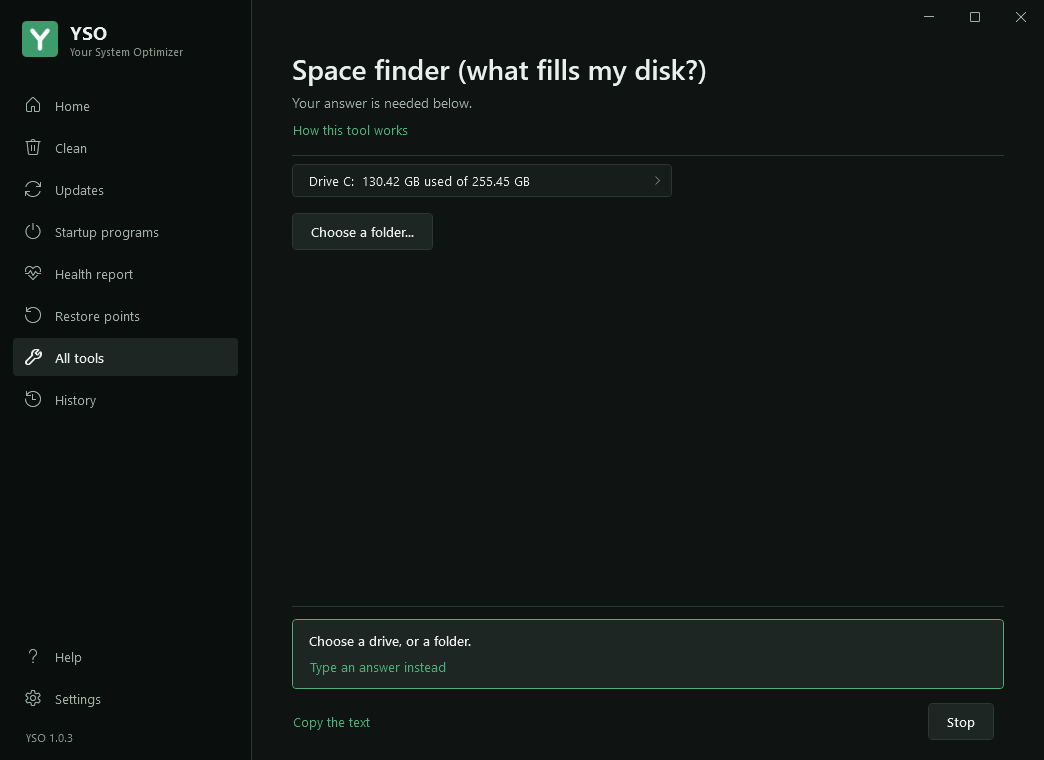 Y
YSO
Your System Optimizer
Home
Clean
Updates
Startup programs
Health report
Restore points
All tools
History
Help
Settings
YSO 1.0.3
Space finder (what fills my disk?)
Your answer is needed below.
How this tool works
Drive C: 130.42 GB used of 255.45 GB
Choose a folder...
Choose a drive, or a folder.
Type an answer instead
Copy the text
Stop